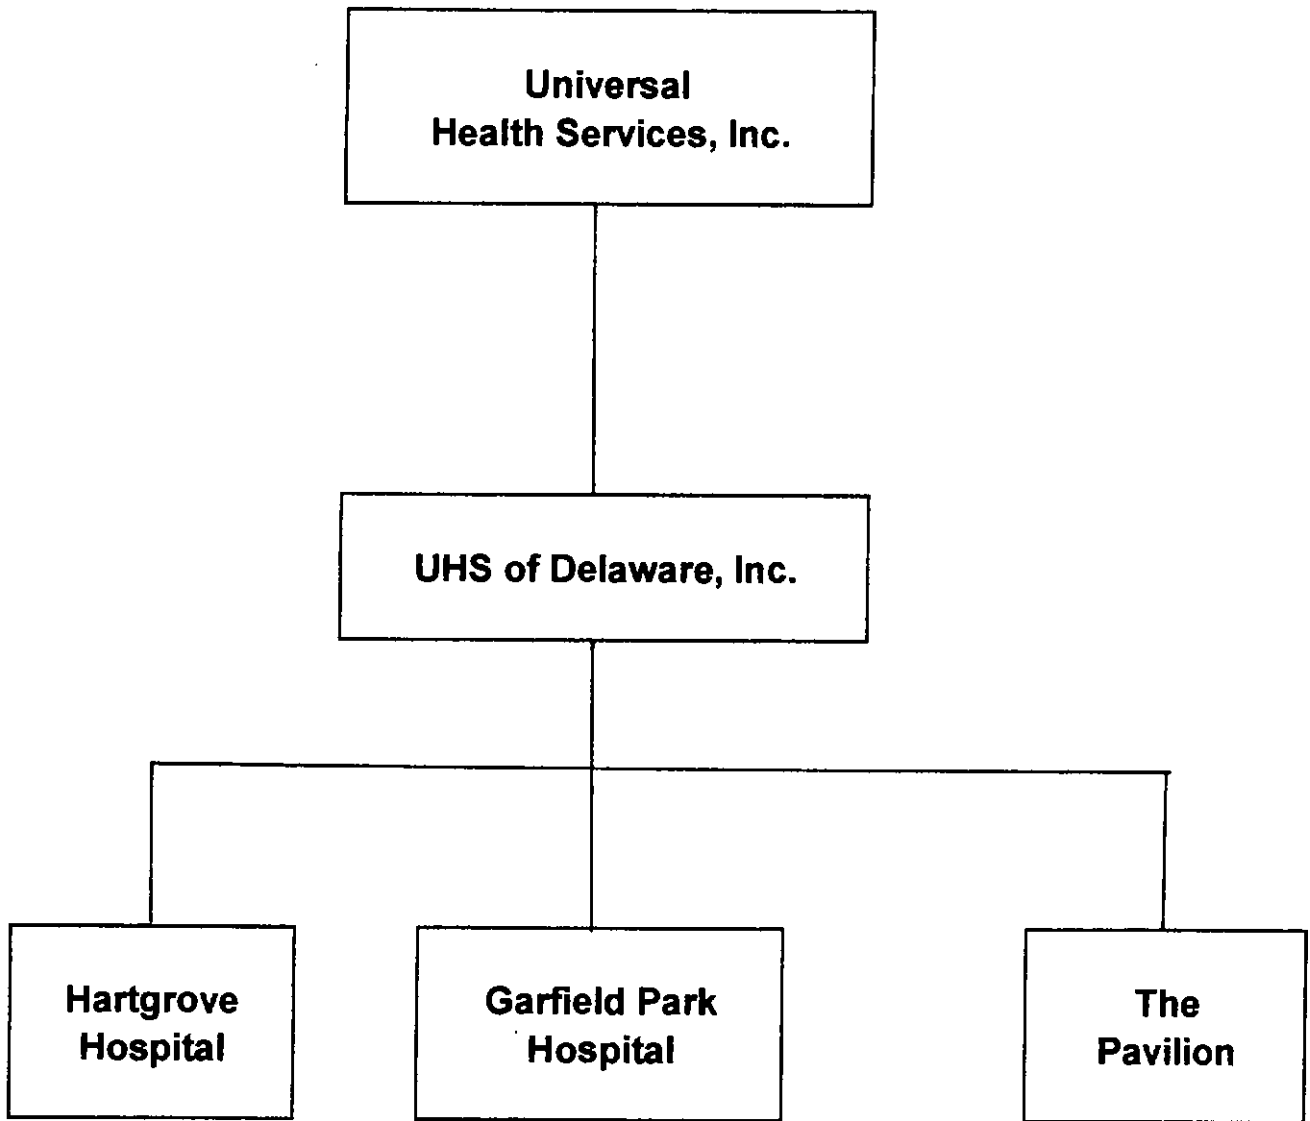 Universal
Health Services, Inc.
UHS of Delaware, Inc.
Hartgrove
Hospital
Garfield Park
Hospital
The
Pavilion